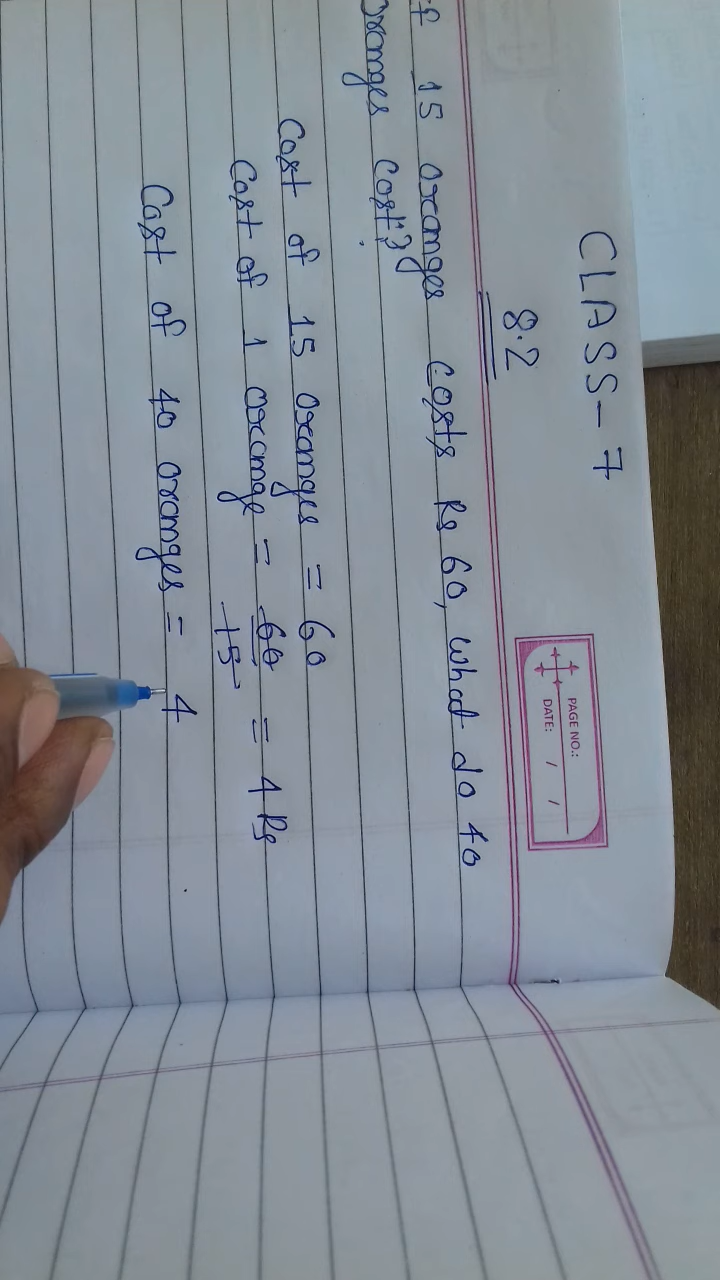 CLASS-7
8.2
PAGE NO.:
DATE: / /
If 15 oranges costs Rs 60, what do 40
oranges cost?
Cost of 15 oranges = 60
Cost of 1 orange = 60/15 = 4 Rs
Cost of 40 oranges = 4